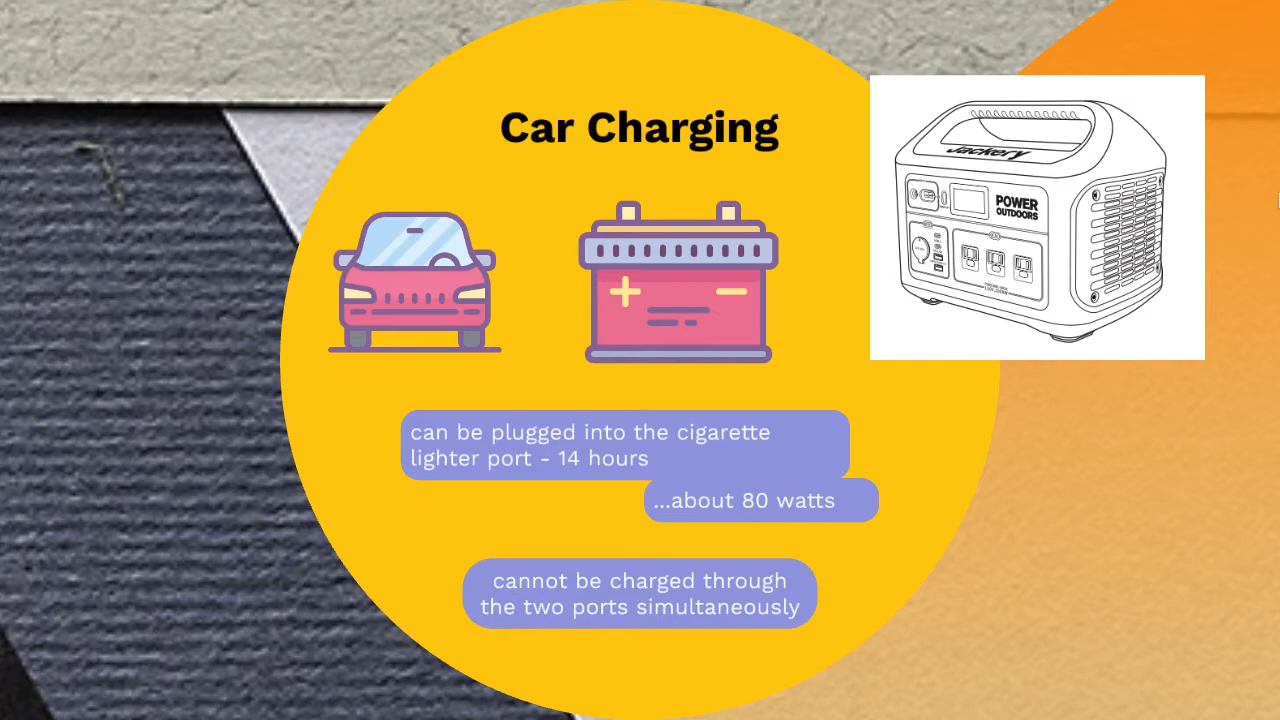 Car Charging
Jackery
POWER
OUTDOORS
can be plugged into the cigarette
lighter port - 14 hours
...about 80 watts
cannot be charged through
the two ports simultaneously